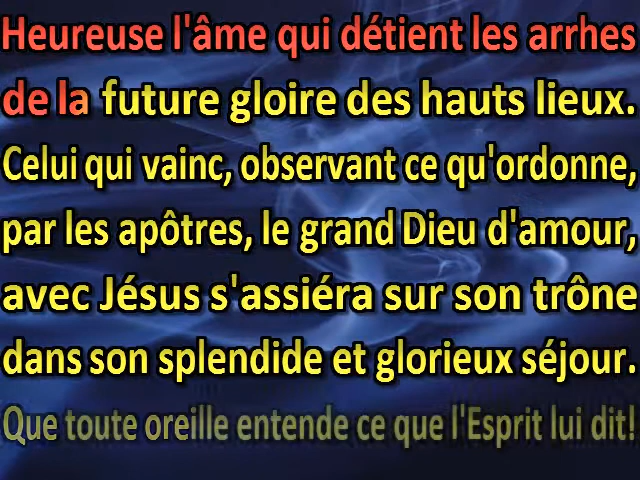 Heureuse l'âme qui détient les arrhes
de la future gloire des hauts lieux.
Celui qui vainc, observant ce qu'ordonne,
par les apôtres, le grand Dieu d'amour,
avec Jésus s'assiéra sur son trône
dans son splendide et glorieux séjour.
Que toute oreille entende ce que l'Esprit lui dit!